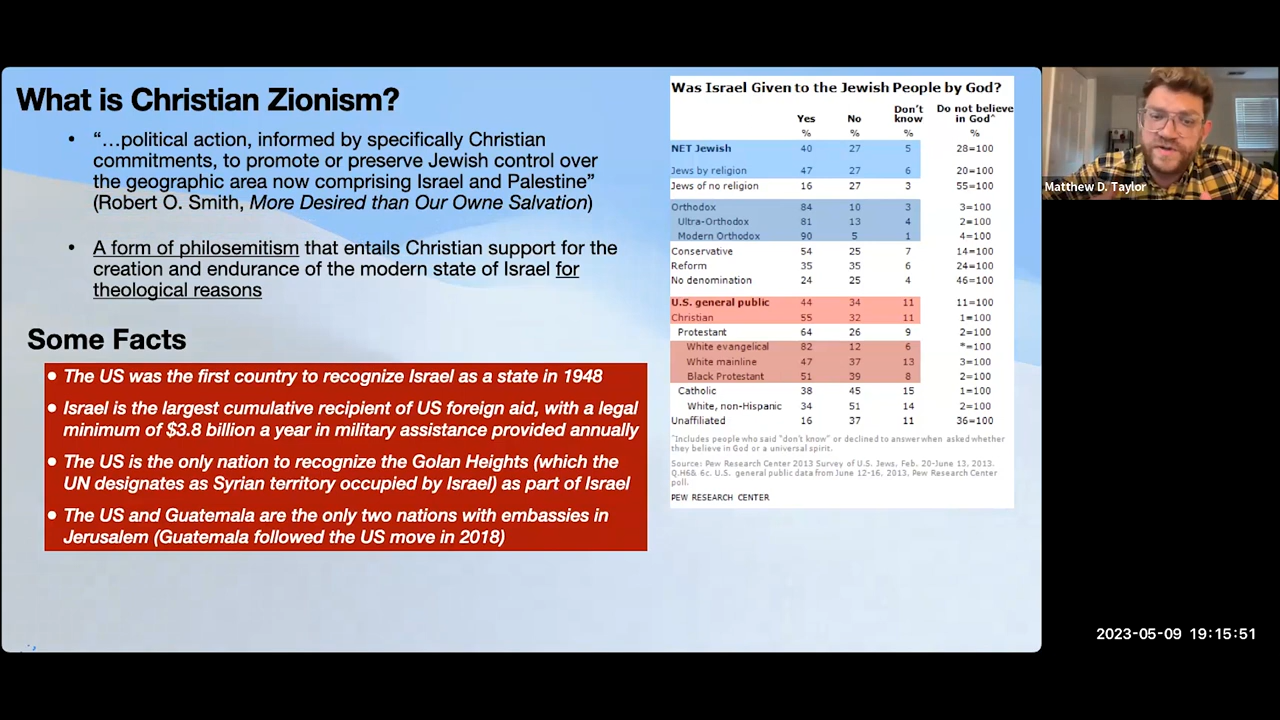 What is Christian Zionism?
• “…political action, informed by specifically Christian
commitments, to promote or preserve Jewish control over
the geographic area now comprising Israel and Palestine”
(Robert O. Smith, More Desired than Our Owne Salvation)
• A form of philosemitism that entails Christian support for the
creation and endurance of the modern state of Israel for
theological reasons
Some Facts
• The US was the first country to recognize Israel as a state in 1948
• Israel is the largest cumulative recipient of US foreign aid, with a legal
minimum of $3.8 billion a year in military assistance provided annually
• The US is the only nation to recognize the Golan Heights (which the
UN designates as Syrian territory occupied by Israel) as part of Israel
• The US and Guatemala are the only two nations with embassies in
Jerusalem (Guatemala followed the US move in 2018)
Was Israel Given to the Jewish People by God?
Yes No Don't know Do not believe in God^
% % % %
NET Jewish 40 27 5 28=100
Jews by religion 47 27 6 20=100
Jews of no religion 16 27 3 55=100
Orthodox 84 10 3 3=100
Ultra-Orthodox 81 13 4 2=100
Modern Orthodox 90 5 1 4=100
Conservative 54 25 7 14=100
Reform 35 35 6 24=100
No denomination 24 25 4 46=100
U.S. general public 44 34 11 11=100
Christian 55 32 11 1=100
Protestant 64 26 9 2=100
White evangelical 82 12 6 *=100
White mainline 47 37 13 3=100
Black Protestant 51 39 8 2=100
Catholic 38 45 15 1=100
White, non-Hispanic 34 51 14 2=100
Unaffiliated 16 37 11 36=100
^Includes people who said "don't know" or declined to answer when asked whether
they believe in God or a universal spirit.
Source: Pew Research Center 2013 Survey of U.S. Jews. Feb. 20-June 13, 2013.
Q.H6& 6c. U.S. general public data from June 12-16, 2013, Pew Research Center
poll.
PEW RESEARCH CENTER
Matthew D. Taylor
2023-05-09 19:15:51